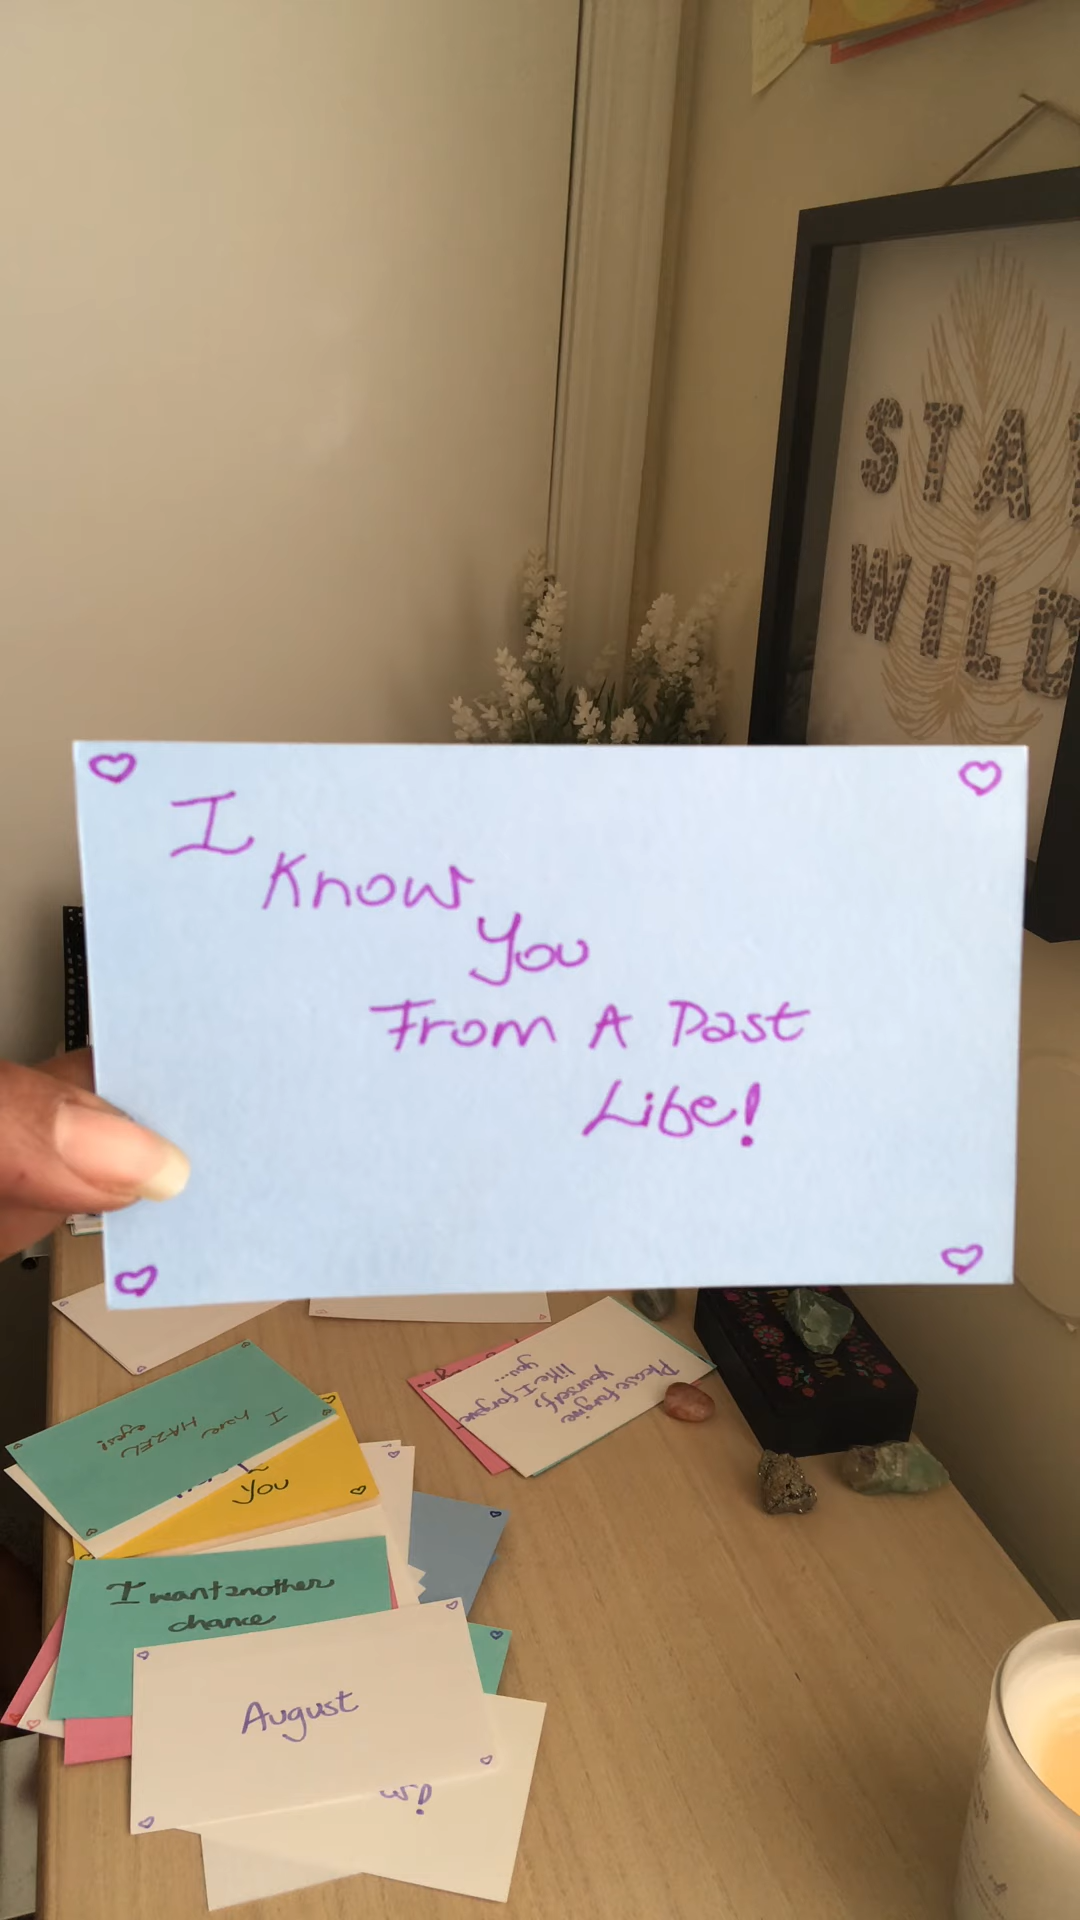 STAY
WILD
I
Know
You
From A Past
Life!
Please forgive
yourself,
like I forgave
you...
I have HAZEL
eyes!
You
I want another
chance
August